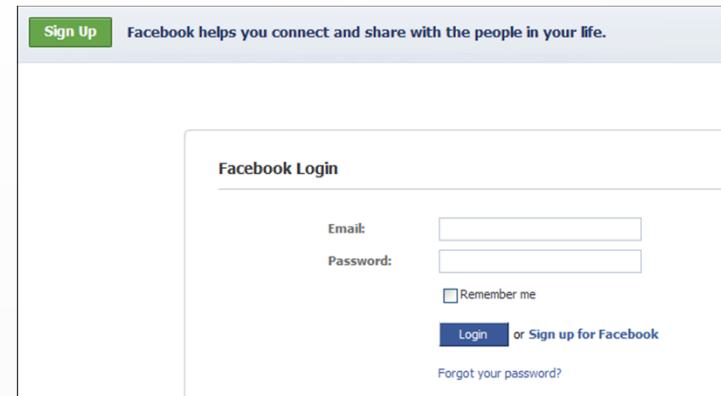 Sign Up Facebook helps you connect and share with the people in your life.
Facebook Login
Email:
Password:
Remember me
Login or Sign up for Facebook
Forgot your password?